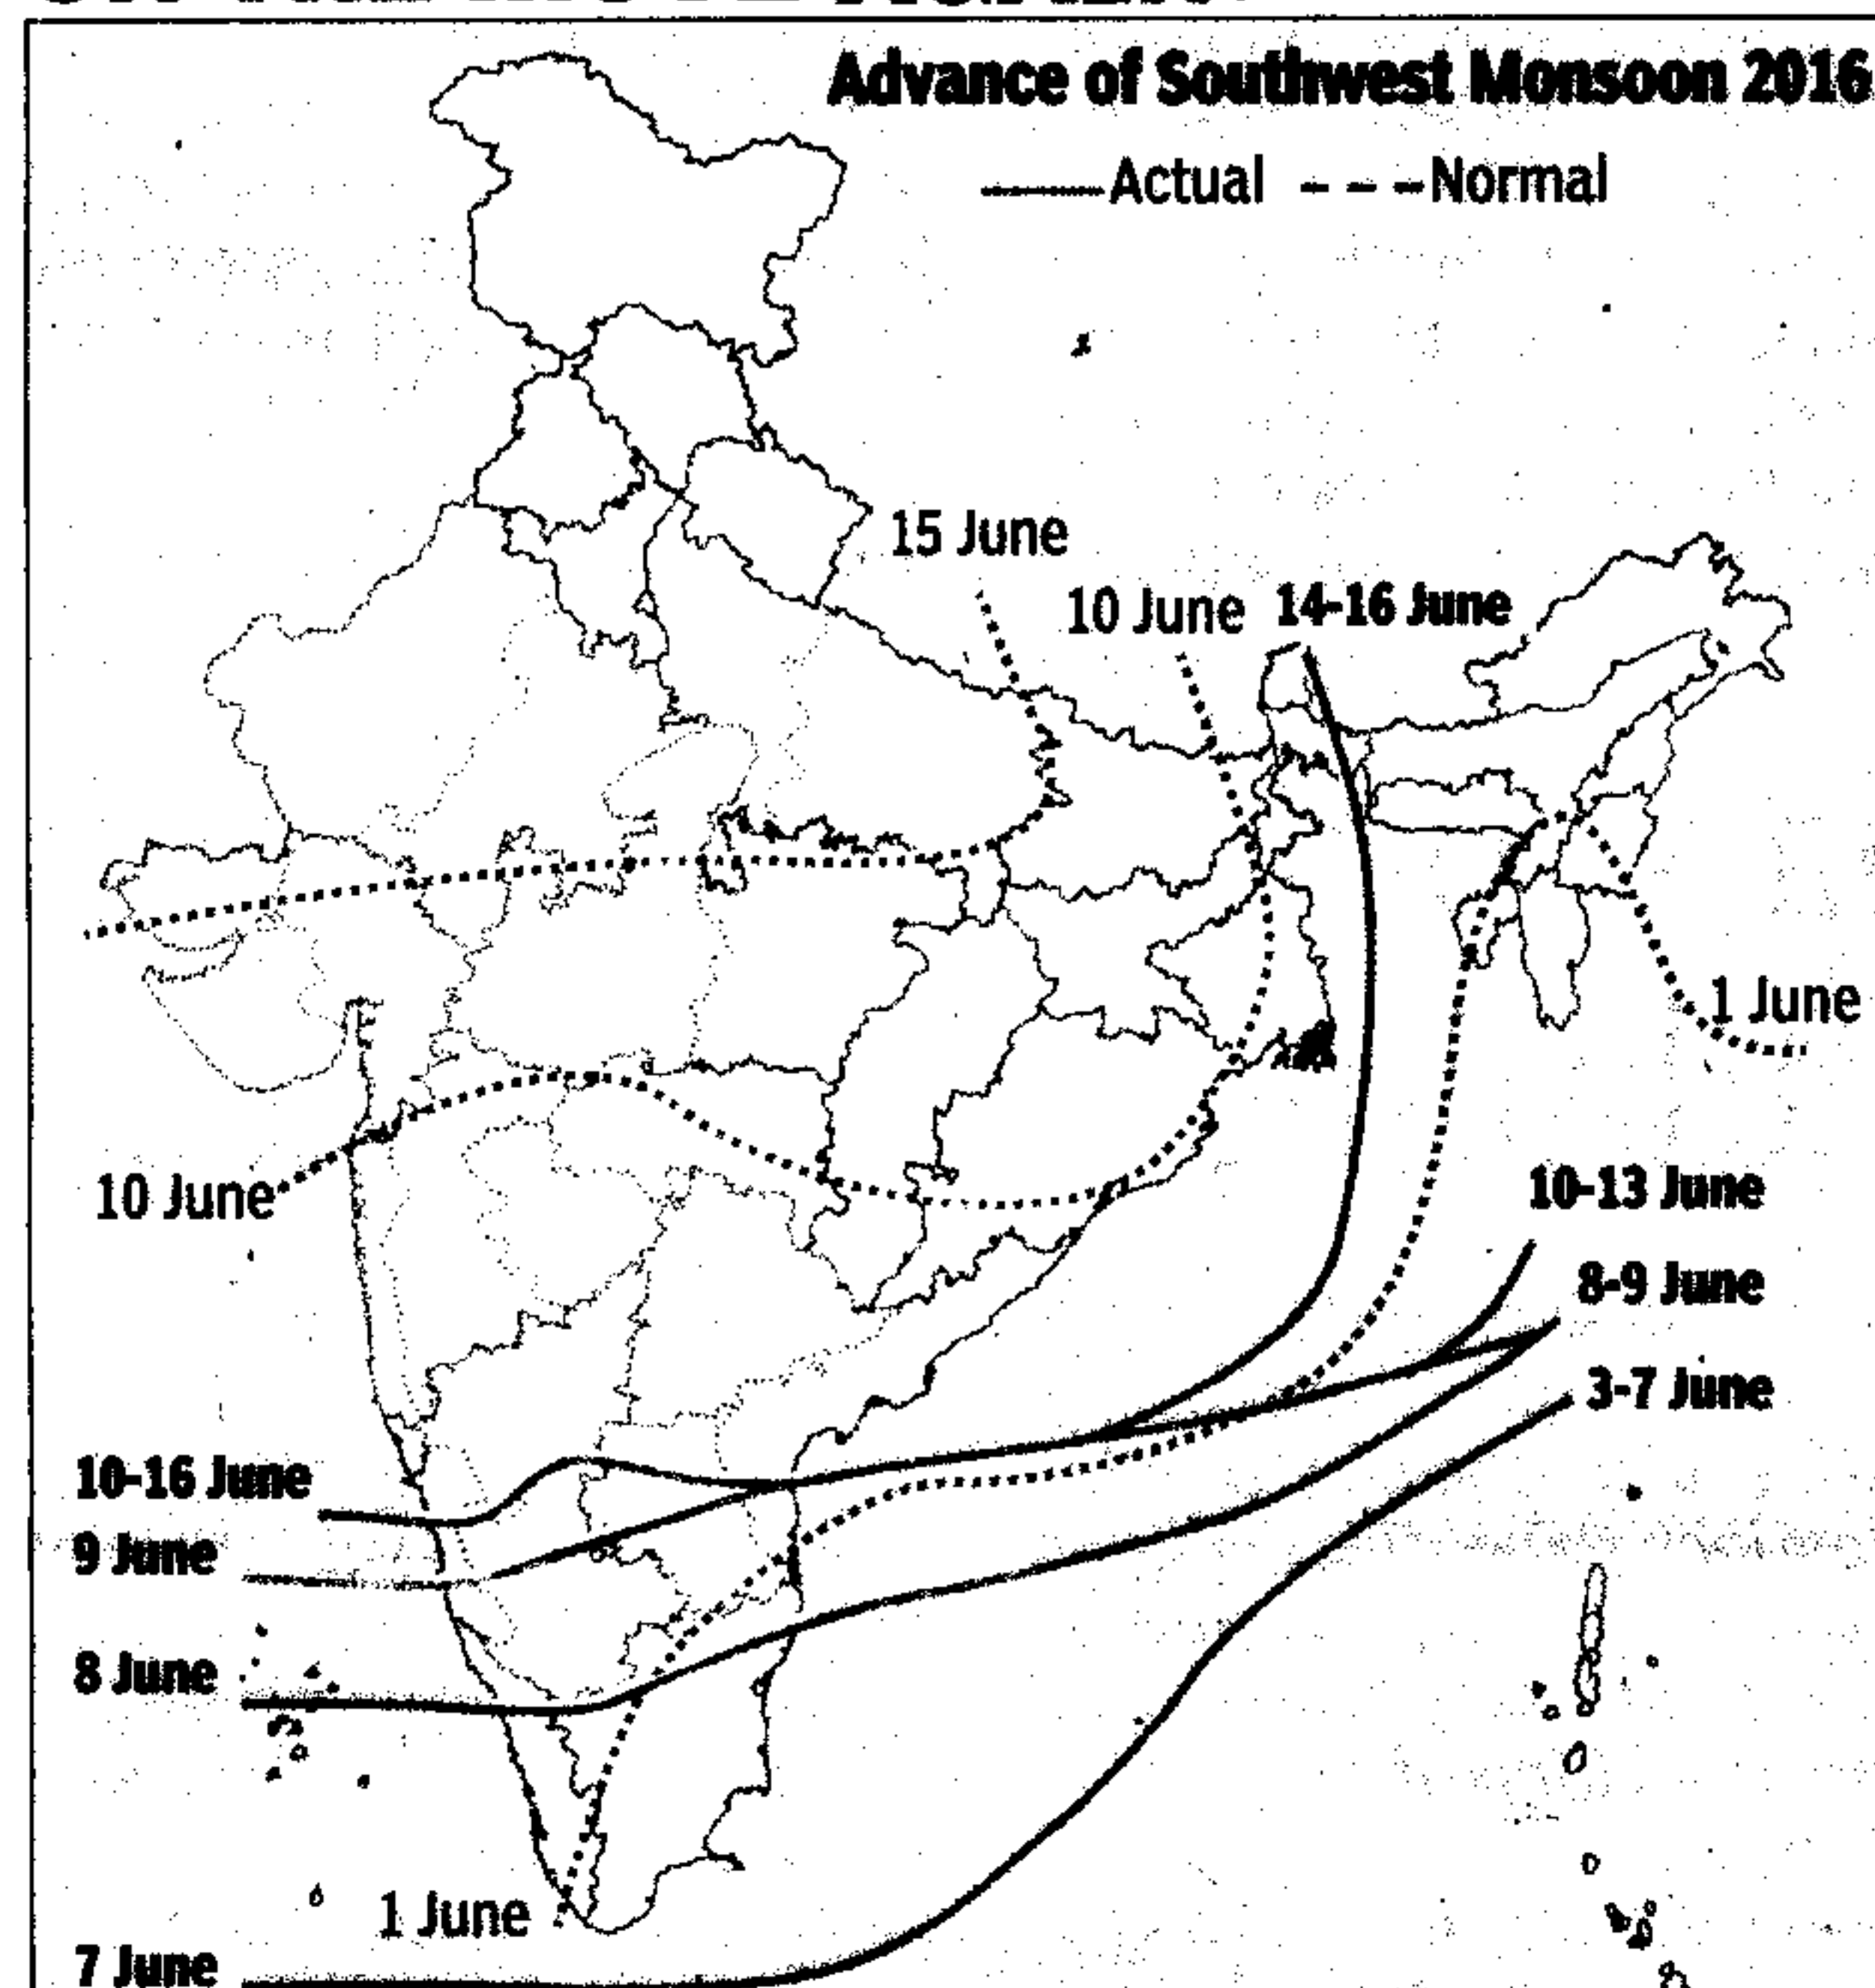 Advance of Southwest Monsoon 2016
Actual Normal
15 June
10 June 14-16 June
1 June
10 June
10-13 June
8-9 June
3-7 June
10-16 June
9 June
8 June
1 June
7 June